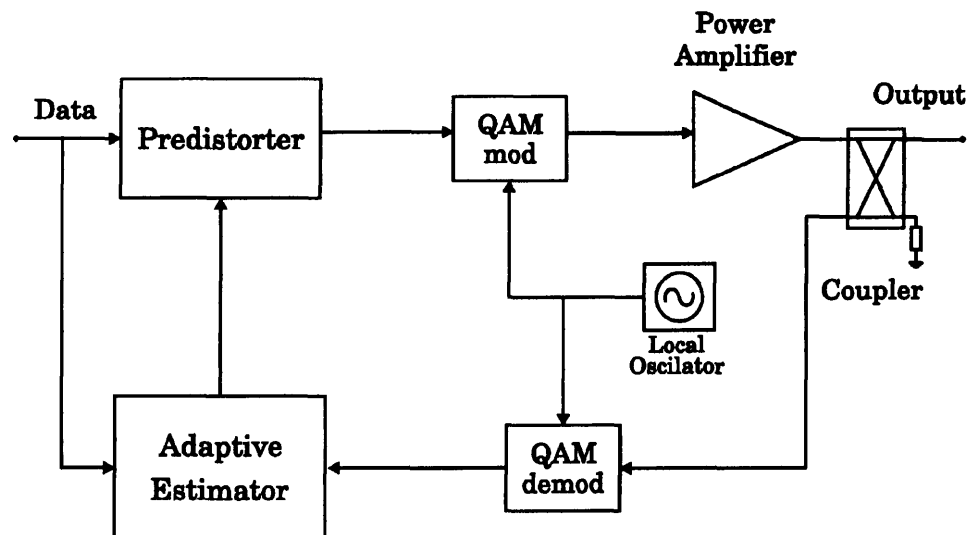 Power
Amplifier
Output
Data
Predistorter
QAM
mod
Coupler
Local
Oscilator
Adaptive
Estimator
QAM
demod